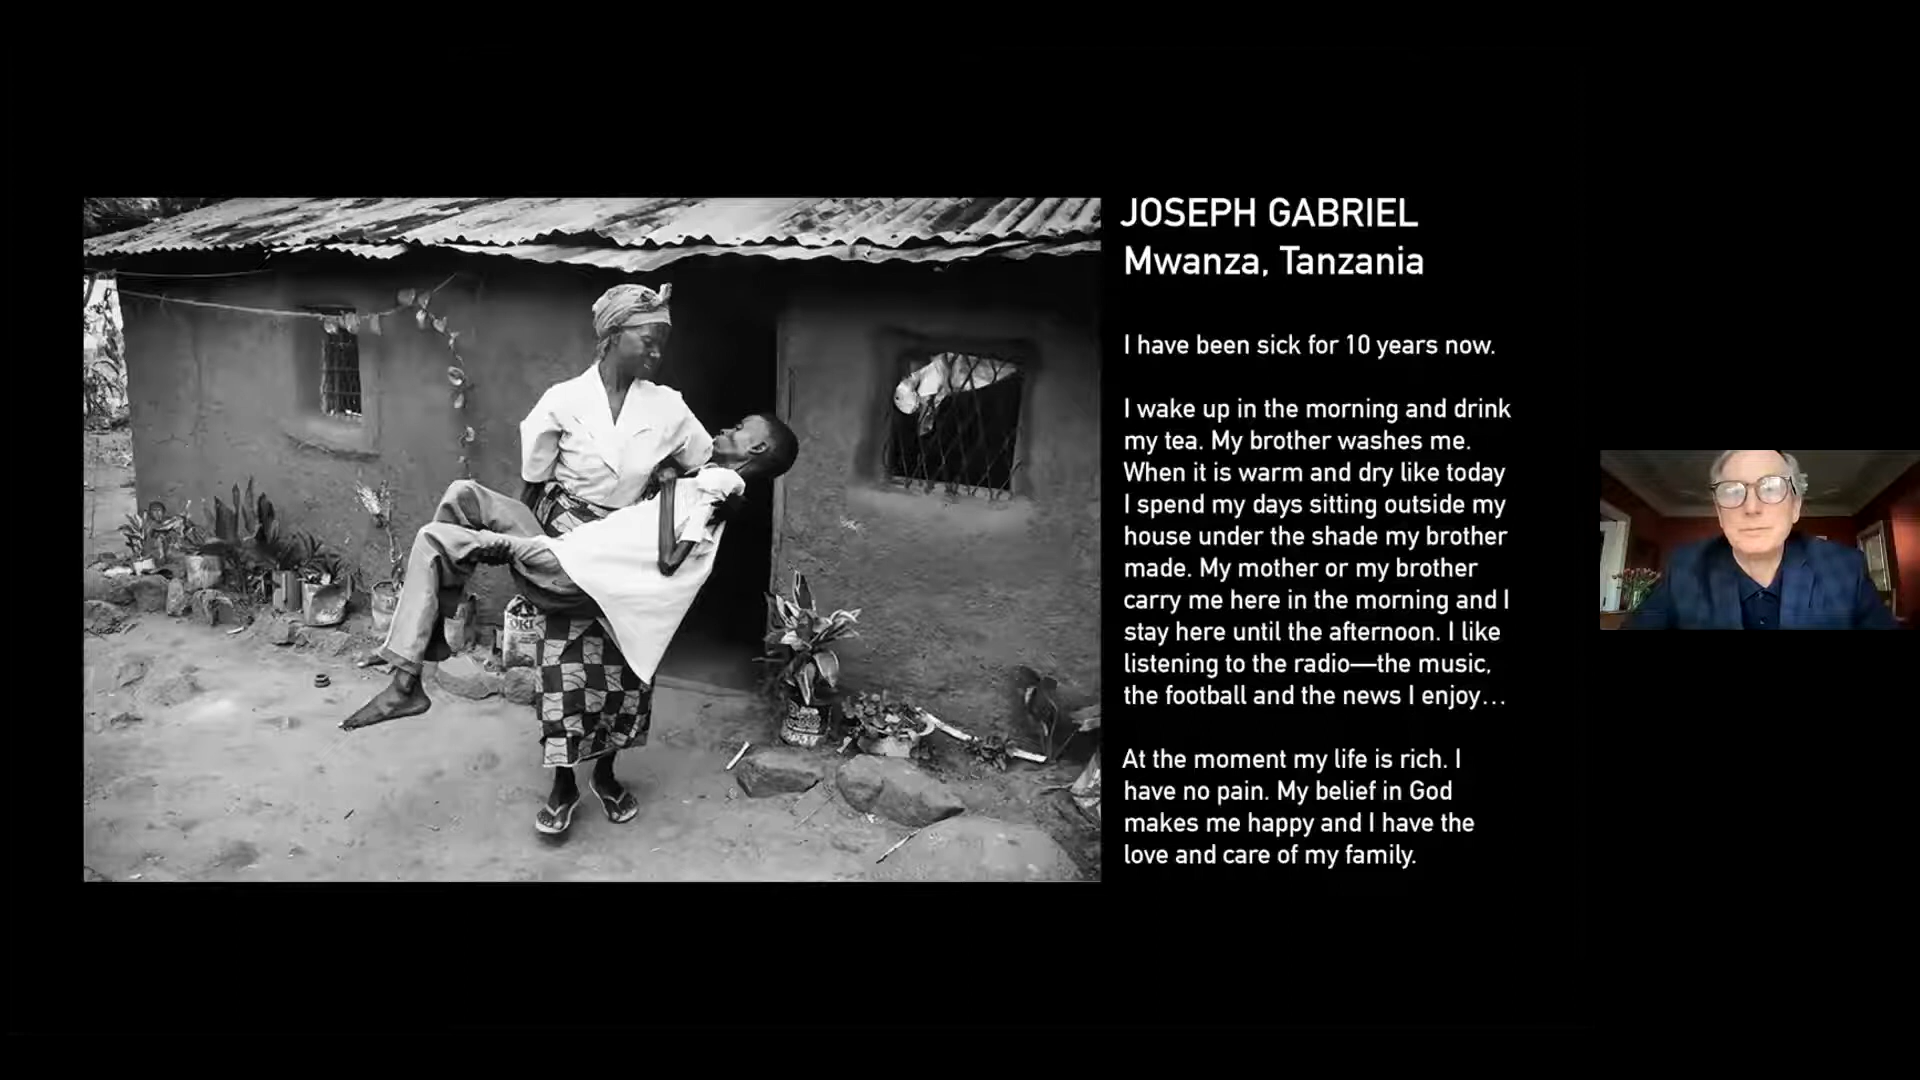 JOSEPH GABRIEL
Mwanza, Tanzania
I have been sick for 10 years now.
I wake up in the morning and drink
my tea. My brother washes me.
When it is warm and dry like today
I spend my days sitting outside my
house under the shade my brother
made. My mother or my brother
carry me here in the morning and I
stay here until the afternoon. I like
listening to the radio—the music,
the football and the news I enjoy…
At the moment my life is rich. I
have no pain. My belief in God
makes me happy and I have the
love and care of my family.